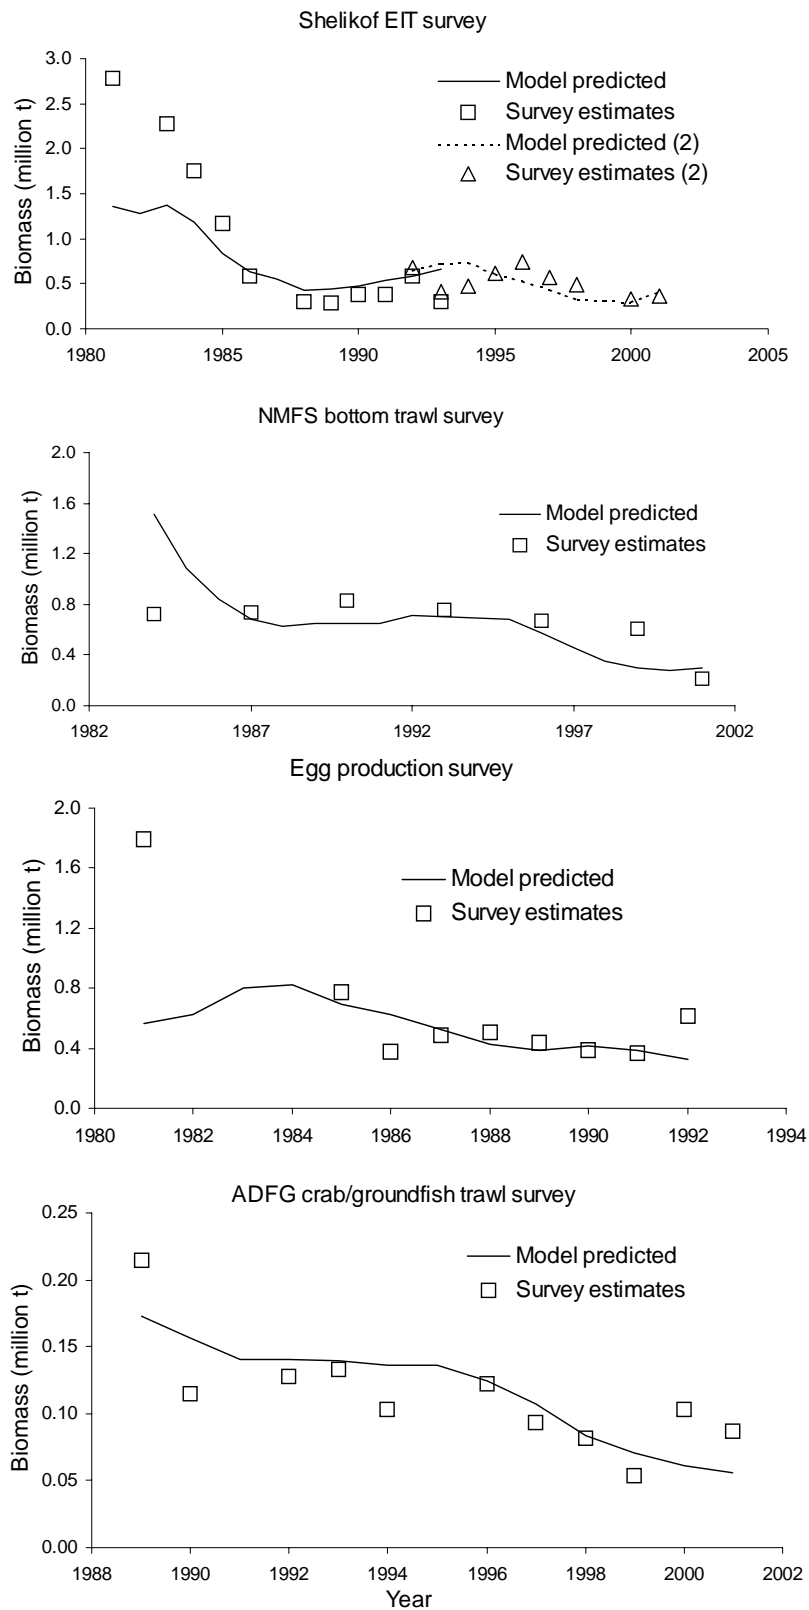 Shelikof EIT survey
Biomass (million t)
3.0
2.5
2.0
1.5
1.0
0.5
0.0
Model predicted
Survey estimates
Model predicted (2)
Survey estimates (2)
1980 1985 1990 1995 2000 2005
NMFS bottom trawl survey
Biomass (million t)
2.0
1.6
1.2
0.8
0.4
0.0
Model predicted
Survey estimates
1982 1987 1992 1997 2002
Egg production survey
Biomass (million t)
2.0
1.6
1.2
0.8
0.4
0.0
Model predicted
Survey estimates
1980 1982 1984 1986 1988 1990 1992 1994
ADFG crab/groundfish trawl survey
Biomass (million t)
0.25
0.20
0.15
0.10
0.05
0.00
Model predicted
Survey estimates
1988 1990 1992 1994 1996 1998 2000 2002
Year